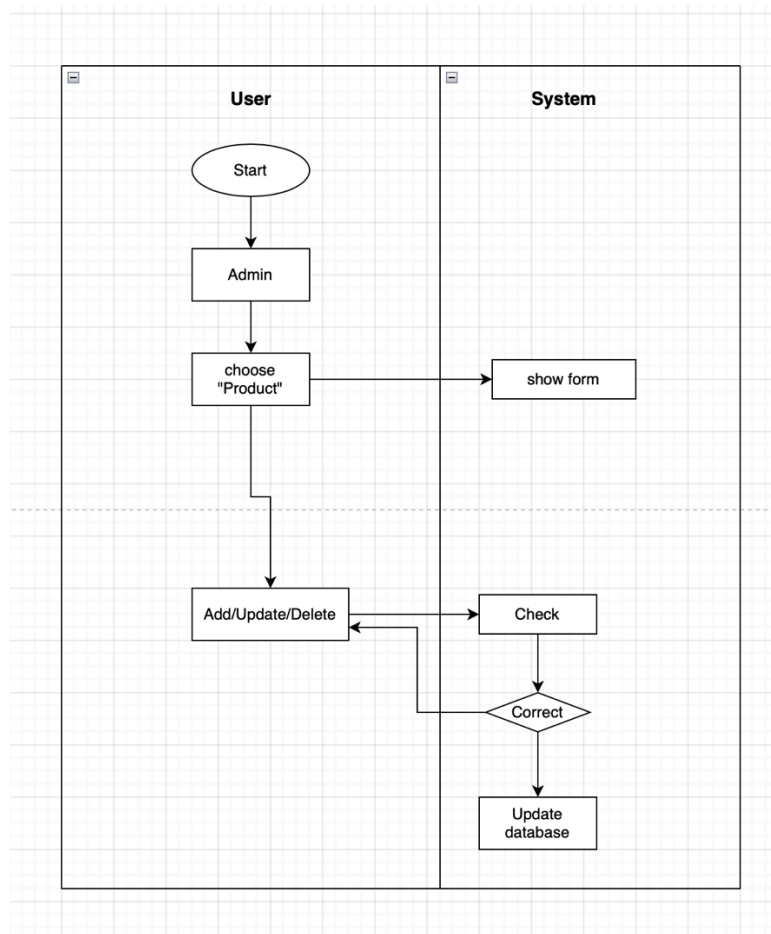 User
System
Start
Admin
choose
"Product"
show form
Add/Update/Delete
Check
Correct
Update
database